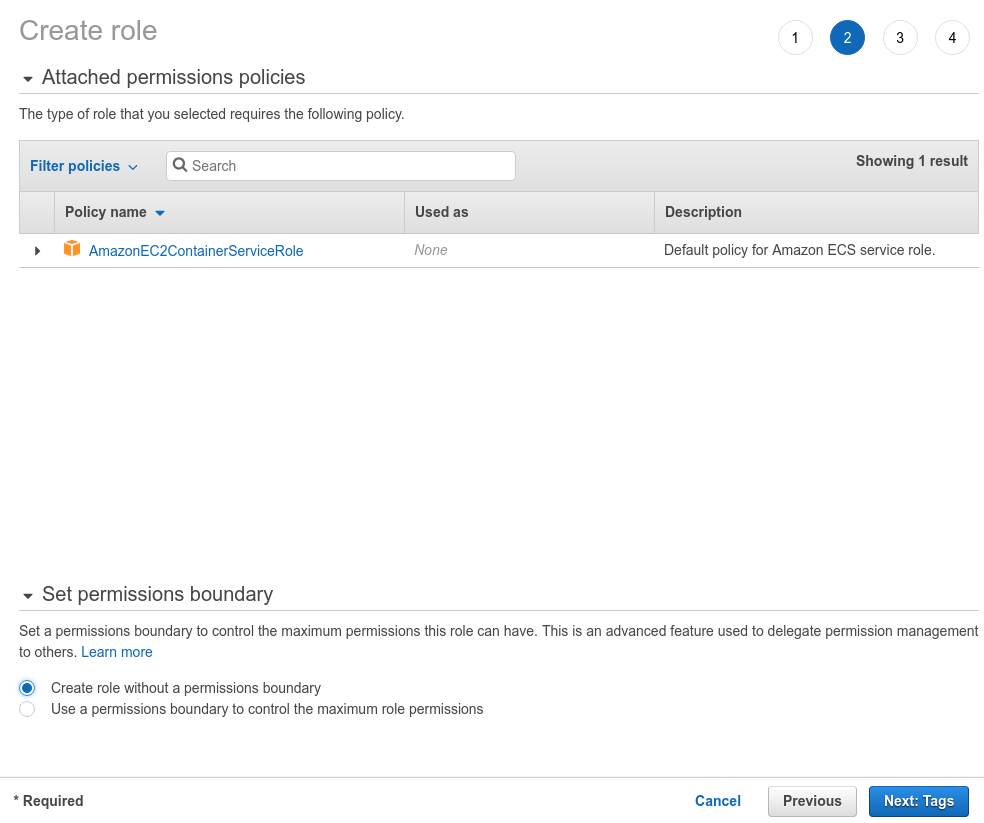 Create role
1 2 3 4
Attached permissions policies
The type of role that you selected requires the following policy.
Filter policies Search Showing 1 result
Policy name Used as Description
AmazonEC2ContainerServiceRole None Default policy for Amazon ECS service role.
Set permissions boundary
Set a permissions boundary to control the maximum permissions this role can have. This is an advanced feature used to delegate permission management
to others. Learn more
Create role without a permissions boundary
Use a permissions boundary to control the maximum role permissions
* Required Cancel Previous Next: Tags